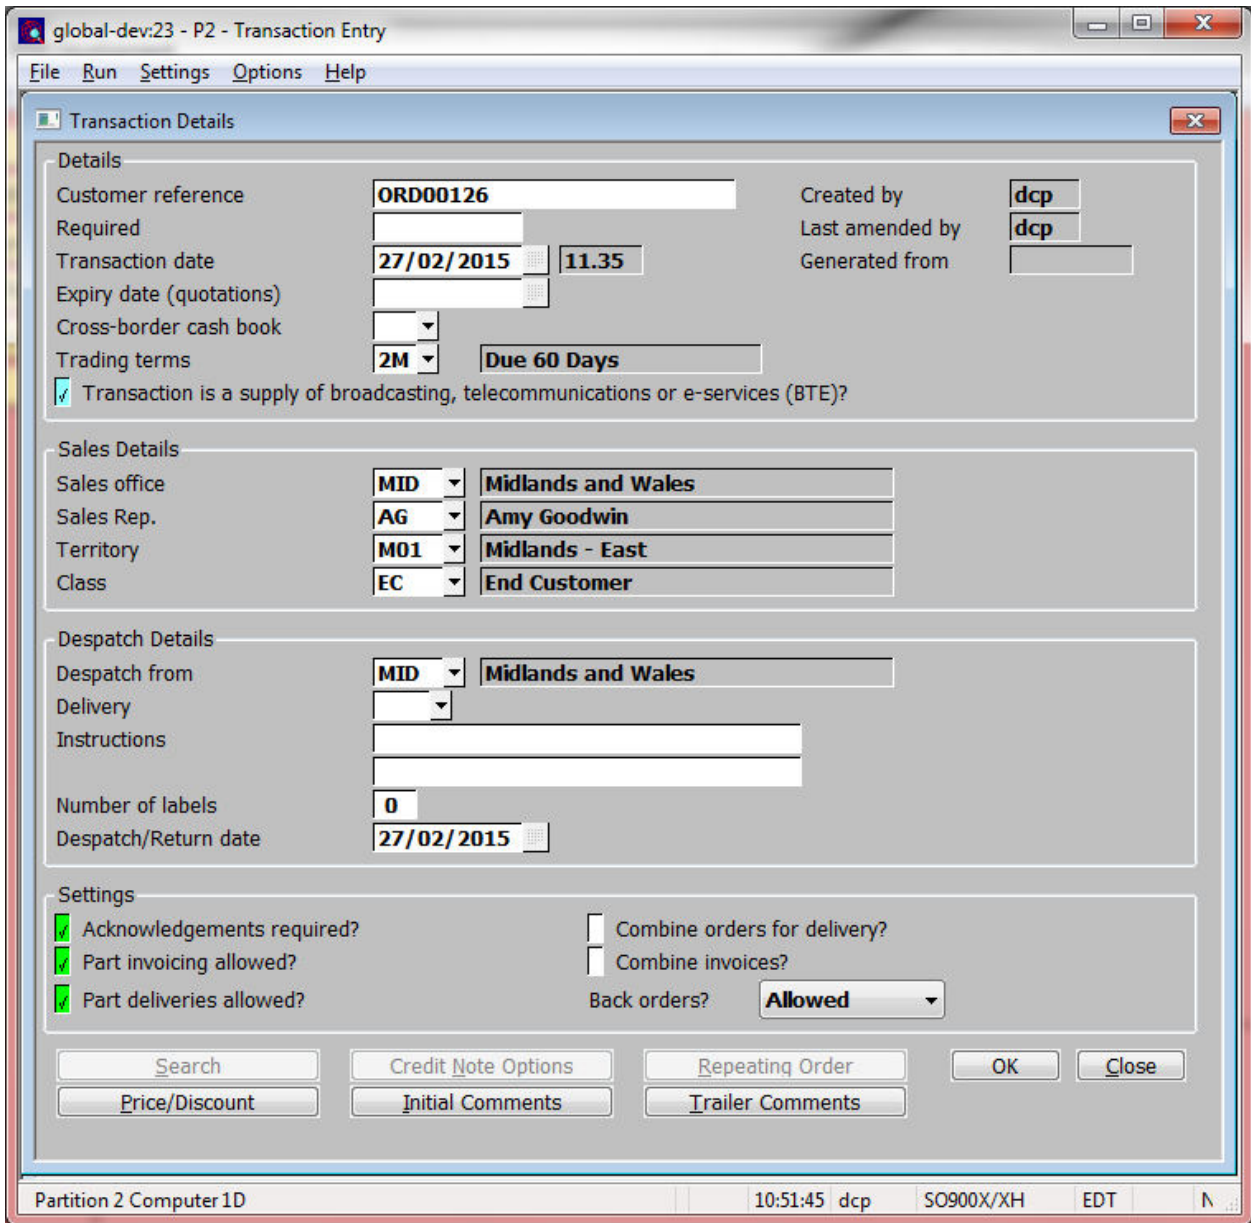 global-dev:23 - P2 - Transaction Entry
File Run Settings Options Help
Transaction Details
Details
Customer reference ORD00126 Created by dcp
Required Last amended by dcp
Transaction date 27/02/2015 11.35 Generated from
Expiry date (quotations)
Cross-border cash book
Trading terms 2M Due 60 Days
Transaction is a supply of broadcasting, telecommunications or e-services (BTE)?
Sales Details
Sales office MID Midlands and Wales
Sales Rep. AG Amy Goodwin
Territory M01 Midlands - East
Class EC End Customer
Despatch Details
Despatch from MID Midlands and Wales
Delivery
Instructions
Number of labels 0
Despatch/Return date 27/02/2015
Settings
Acknowledgements required? Combine orders for delivery?
Part invoicing allowed? Combine invoices?
Part deliveries allowed? Back orders? Allowed
Search Credit Note Options Repeating Order OK Close
Price/Discount Initial Comments Trailer Comments
Partition 2 Computer 1D 10:51:45 dcp SO900X/XH EDT N